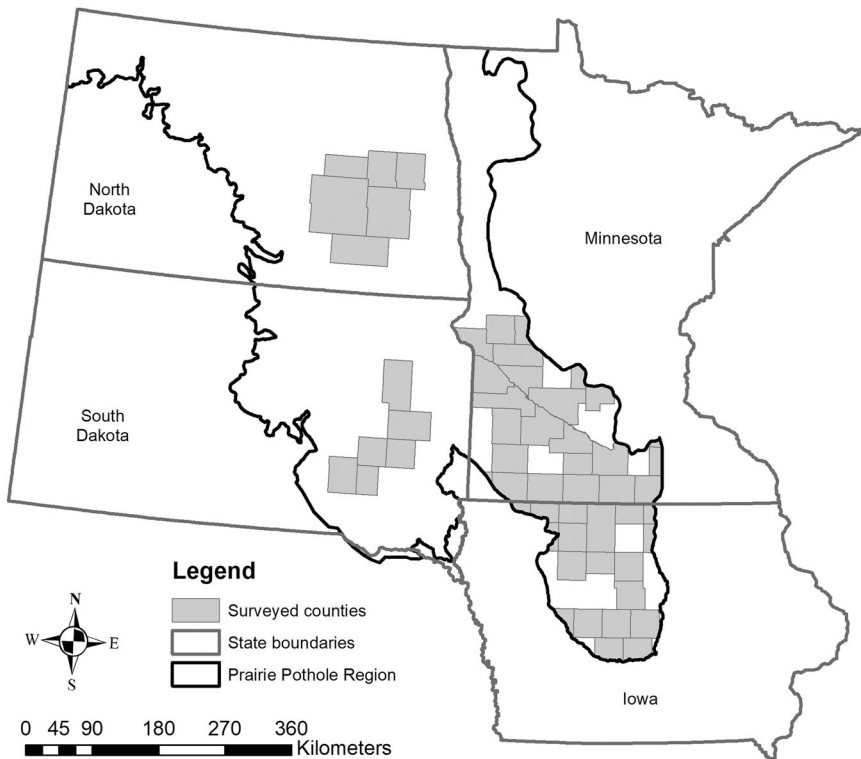 North
Dakota
Minnesota
South
Dakota
Iowa
Legend
Surveyed counties
State boundaries
Prairie Pothole Region
N
W E
S
0 45 90 180 270 360
Kilometers